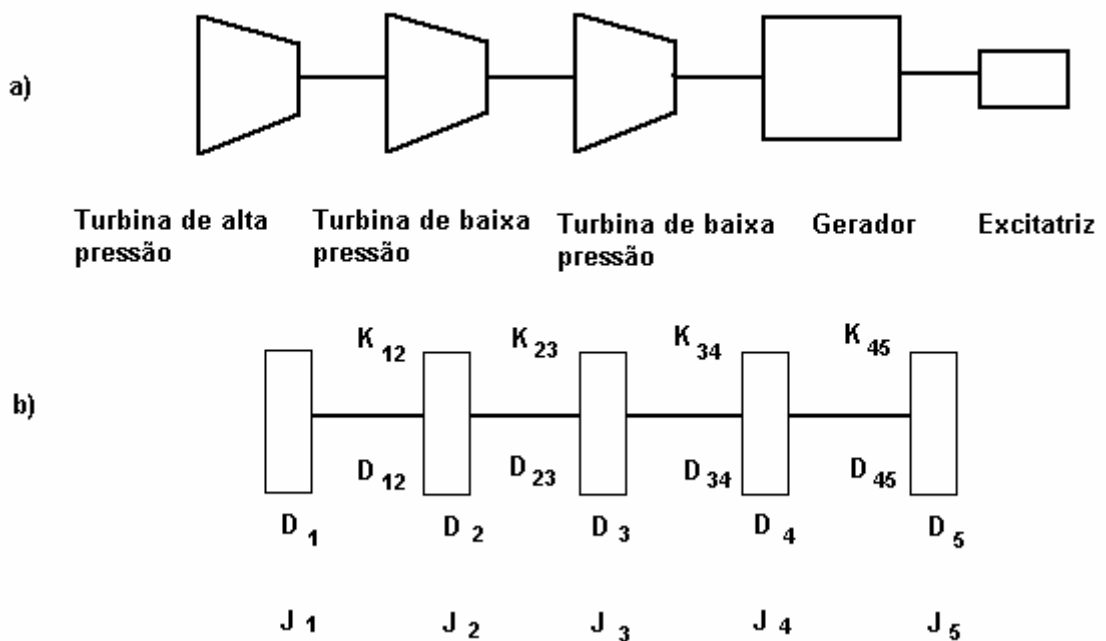 a)
Turbina de alta pressão
Turbina de baixa pressão
Turbina de baixa pressão
Gerador
Excitatriz
b)
K 12 K 23 K 34 K 45
D 12 D 23 D 34 D 45
D 1 D 2 D 3 D 4 D 5
J 1 J 2 J 3 J 4 J 5